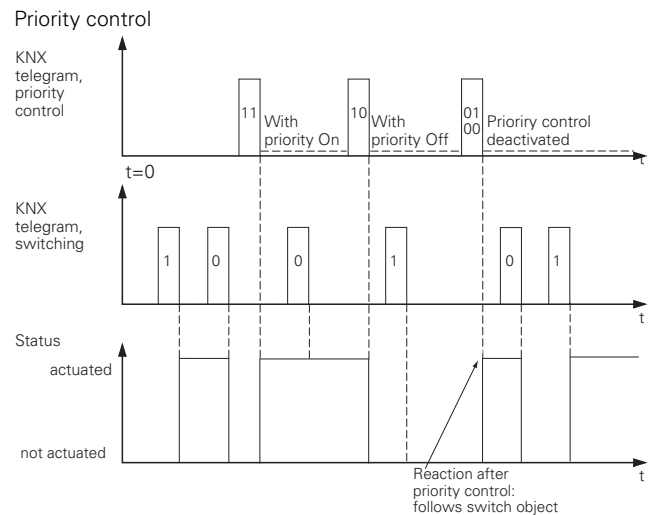 Priority control
KNX
telegram,
priority
control
11
With
priority On
10
With
priority Off
01
00
Prioriry control
deactivated
t
t=0
KNX
telegram,
switching
1
0
0
1
0
1
t
Status
actuated
not actuated
t
Reaction after
priority control:
follows switch object